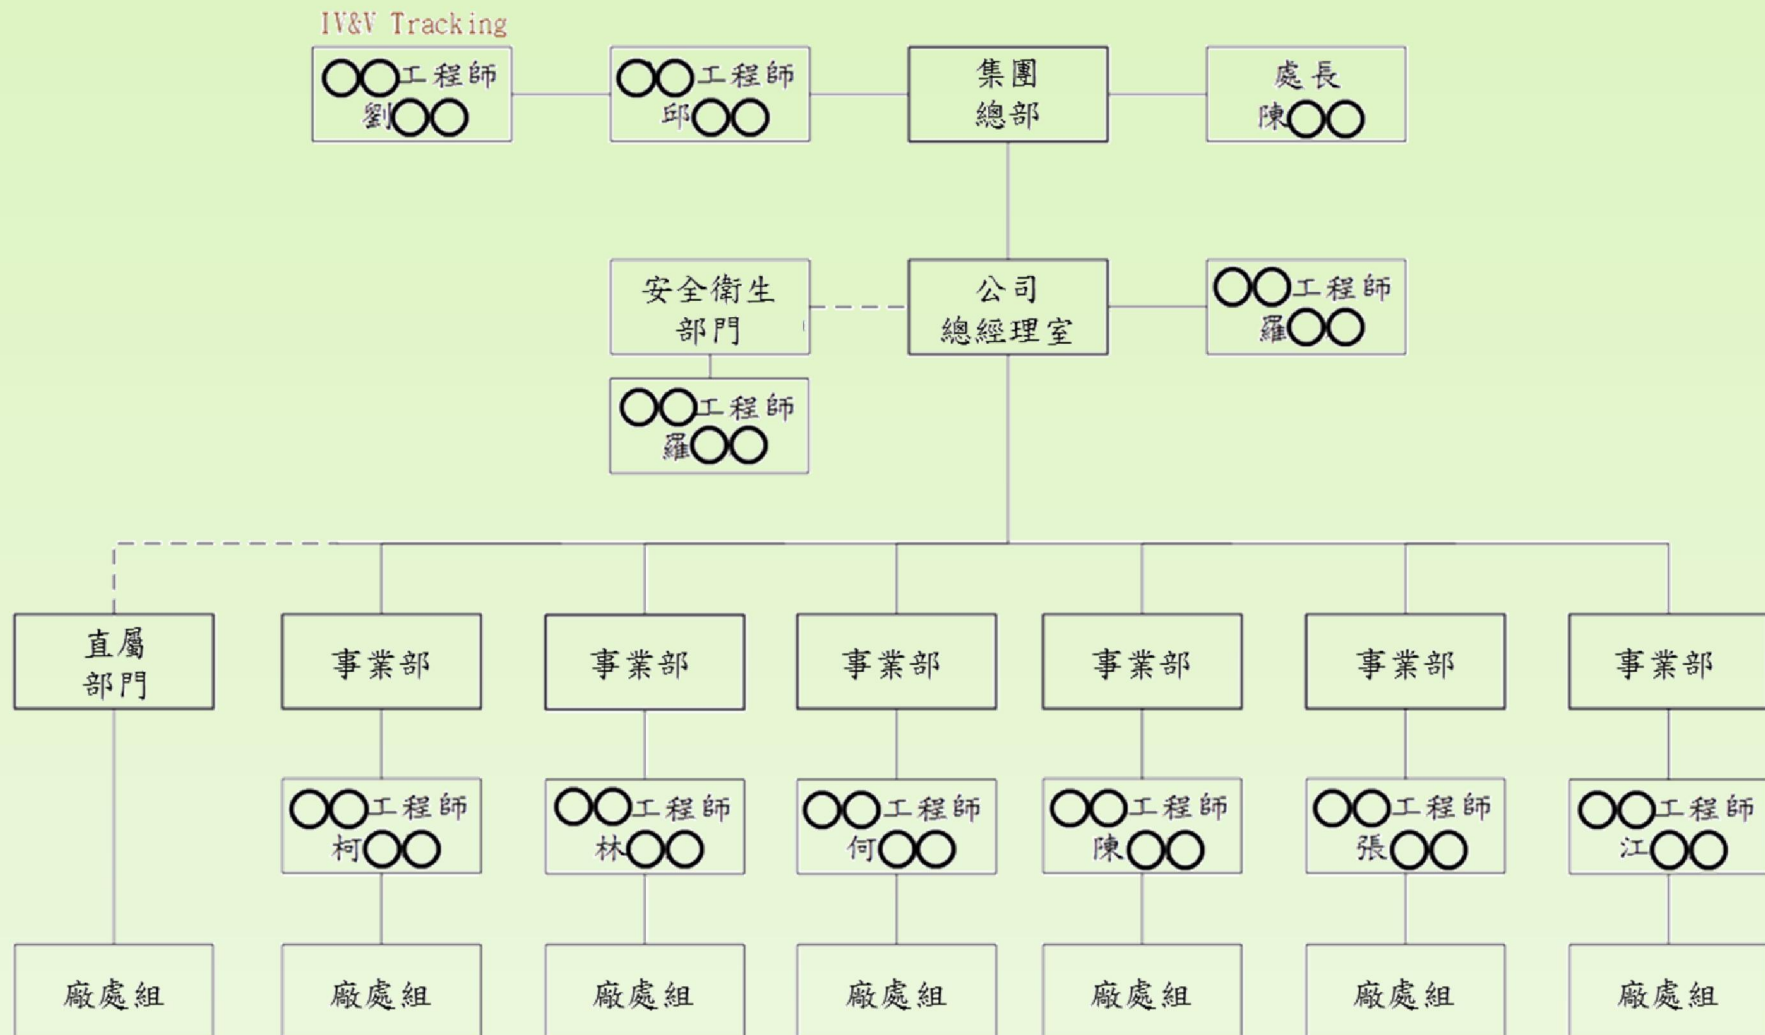 IV&V Tracking
○○工程師
劉○○
○○工程師
邱○○
集團
總部
處長
陳○○
安全衛生
部門
公司
總經理室
○○工程師
羅○○
○○工程師
羅○○
直屬
部門
事業部
事業部
事業部
事業部
事業部
事業部
○○工程師
柯○○
○○工程師
林○○
○○工程師
何○○
○○工程師
陳○○
○○工程師
張○○
○○工程師
江○○
廠處組
廠處組
廠處組
廠處組
廠處組
廠處組
廠處組